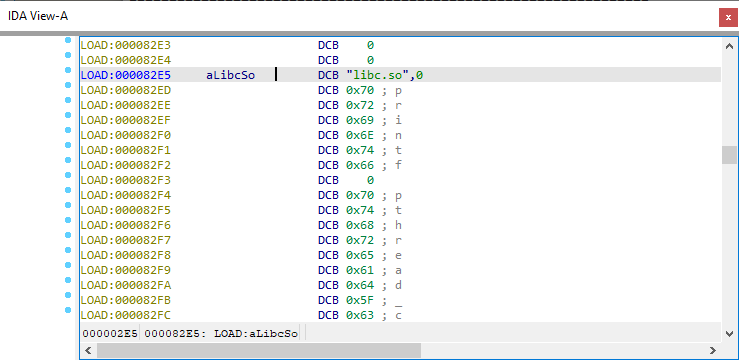 IDA View-A
LOAD:000082E3 DCB 0
LOAD:000082E4 DCB 0
LOAD:000082E5 aLibcSo DCB "libc.so",0
LOAD:000082ED DCB 0x70 ; p
LOAD:000082EE DCB 0x72 ; r
LOAD:000082EF DCB 0x69 ; i
LOAD:000082F0 DCB 0x6E ; n
LOAD:000082F1 DCB 0x74 ; t
LOAD:000082F2 DCB 0x66 ; f
LOAD:000082F3 DCB 0
LOAD:000082F4 DCB 0x70 ; p
LOAD:000082F5 DCB 0x74 ; t
LOAD:000082F6 DCB 0x68 ; h
LOAD:000082F7 DCB 0x72 ; r
LOAD:000082F8 DCB 0x65 ; e
LOAD:000082F9 DCB 0x61 ; a
LOAD:000082FA DCB 0x64 ; d
LOAD:000082FB DCB 0x5F ; _
LOAD:000082FC DCB 0x63 ; c
000002E5 000082E5: LOAD:aLibcSo